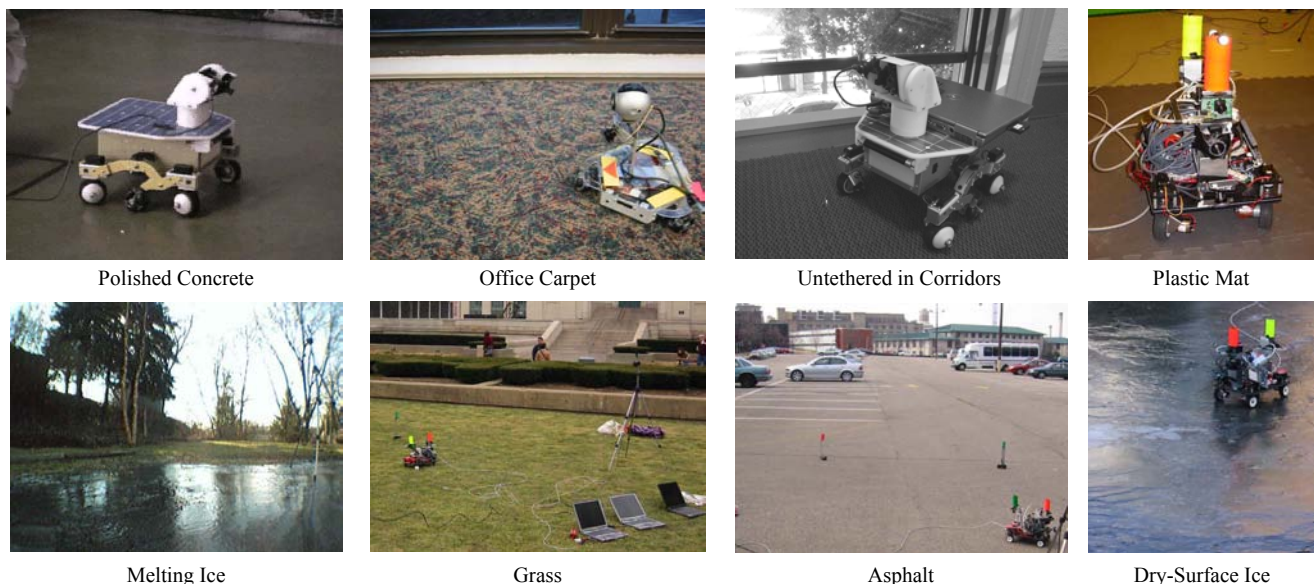 Polished Concrete
Office Carpet
Untethered in Corridors
Plastic Mat
Melting Ice
Grass
Asphalt
Dry-Surface Ice